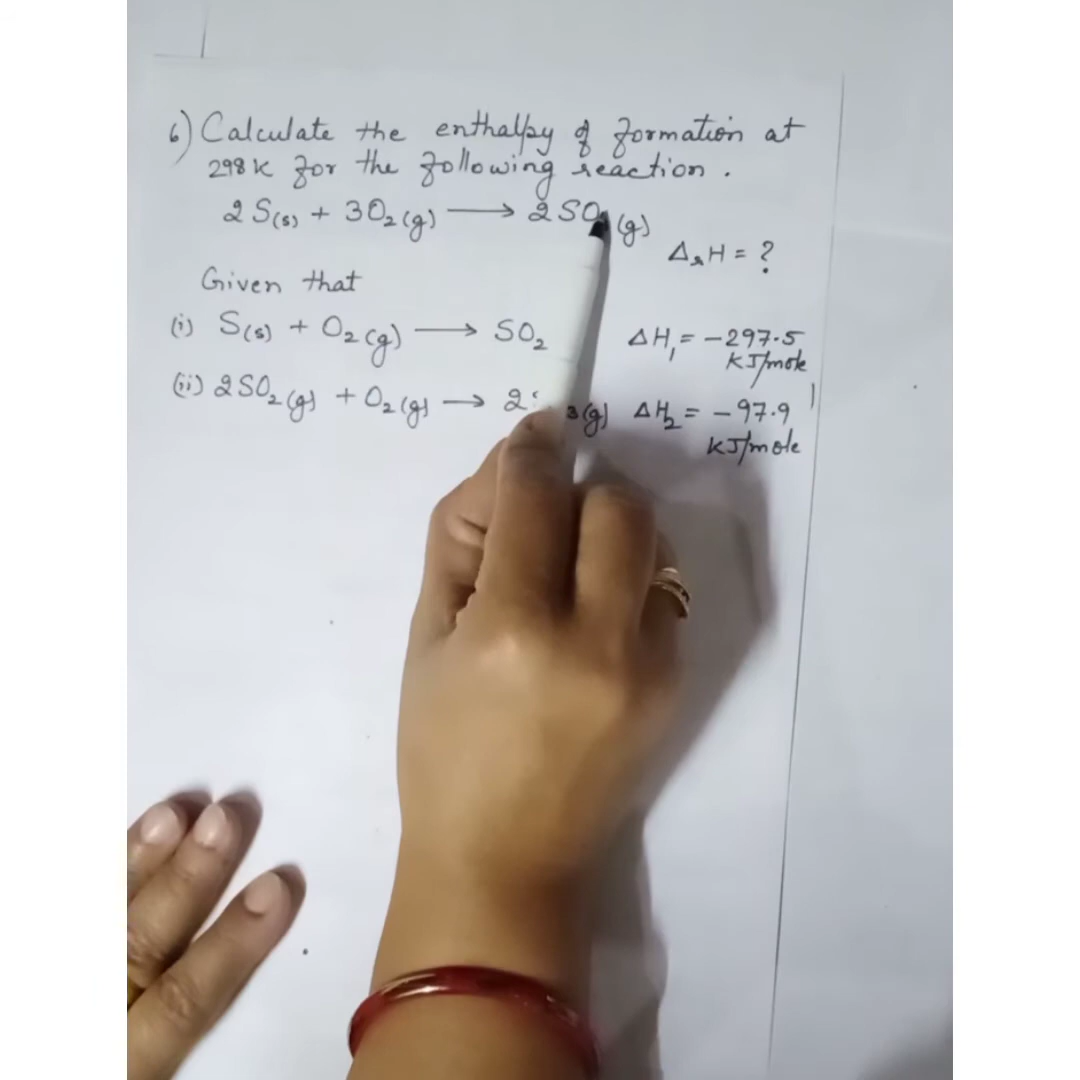 6) Calculate the enthalpy of formation at
298 K for the following reaction.
2 S(s) + 3O₂(g) ⟶ 2SO (g)
ΔᵣH = ?
Given that
(i) S(s) + O₂(g) ⟶ SO₂ ΔH₁ = -297.5
KJ/mole
(ii) 2SO₂(g) + O₂(g) ⟶ 2 3(g) ΔH₂ = -97.9
KJ/mole